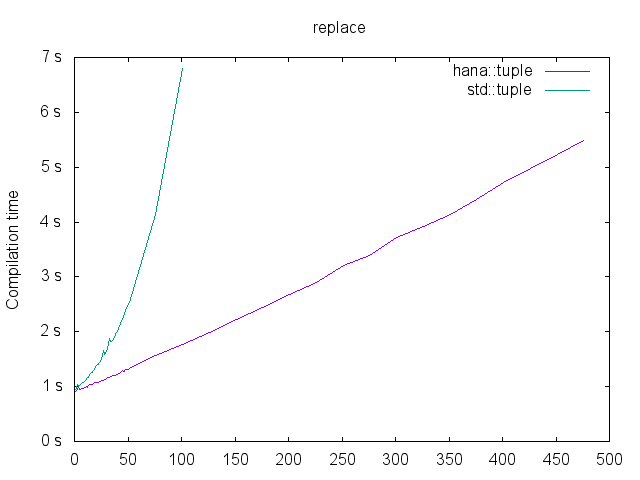 replace
hana::tuple
std::tuple
Compilation time
7 s
6 s
5 s
4 s
3 s
2 s
1 s
0 s
0 50 100 150 200 250 300 350 400 450 500